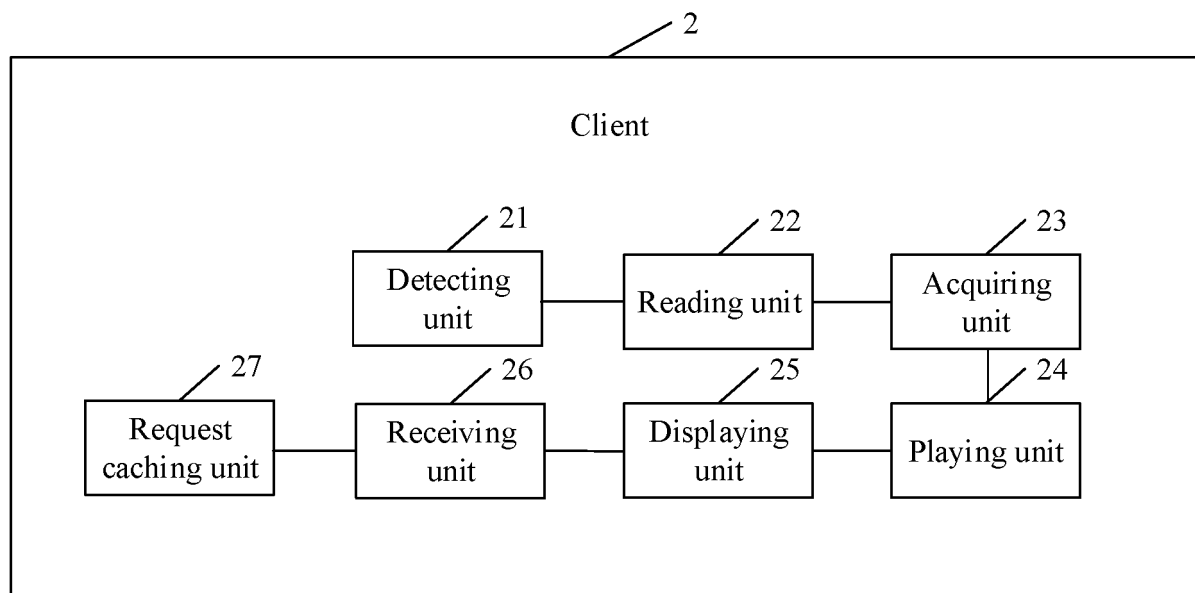 2
Client
21
22
23
Detecting
unit
Reading unit
Acquiring
unit
27
26
25
24
Request
caching unit
Receiving
unit
Displaying
unit
Playing unit